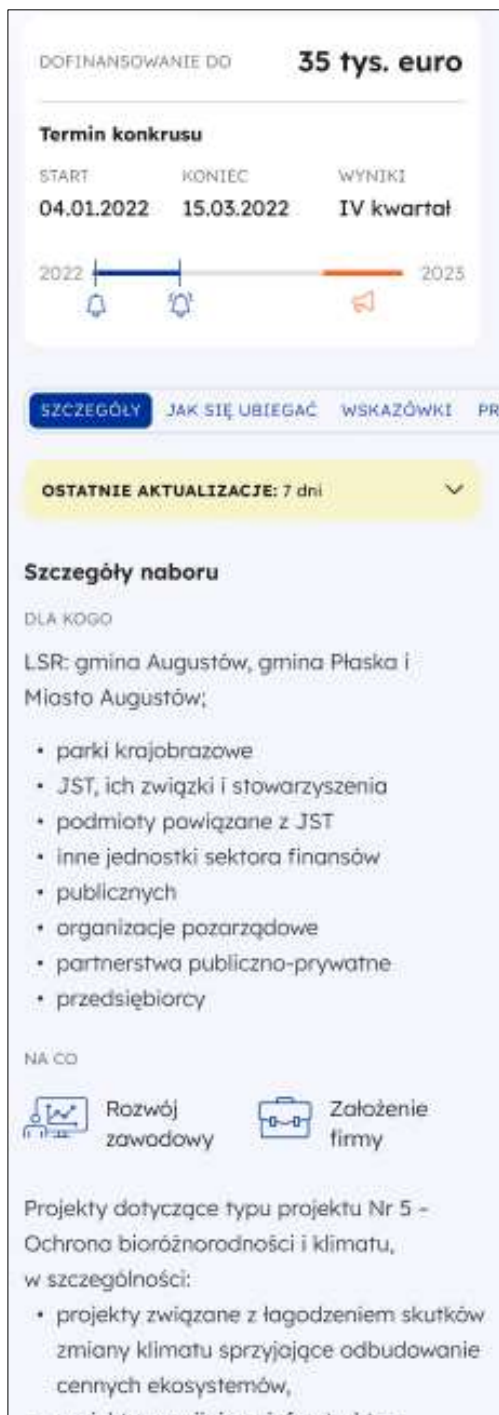 DOFINANSOWANIE DO 35 tys. euro
Termin konkrusu
START KONIEC WYNIKI
04.01.2022 15.03.2022 IV kwartał
2022 2023
SZCZEGÓŁY JAK SIĘ UBIEGAĆ WSKAZÓWKI PR
OSTATNIE AKTUALIZACJE: 7 dni
Szczegóły naboru
DLA KOGO
LSR: gmina Augustów, gmina Płaska i
Miasto Augustów;
• parki krajobrazowe
• JST, ich związki i stowarzyszenia
• podmioty powiązane z JST
• inne jednostki sektora finansów
• publicznych
• organizacje pozarządowe
• partnerstwa publiczno-prywatne
• przedsiębiorcy
NA CO
Rozwój
zawodowy
Założenie
firmy
Projekty dotyczące typu projektu Nr 5 –
Ochrona bioróżnorodności i klimatu,
w szczególności:
• projekty związane z łagodzeniem skutków
zmiany klimatu sprzyjające odbudowanie
cennych ekosystemów,